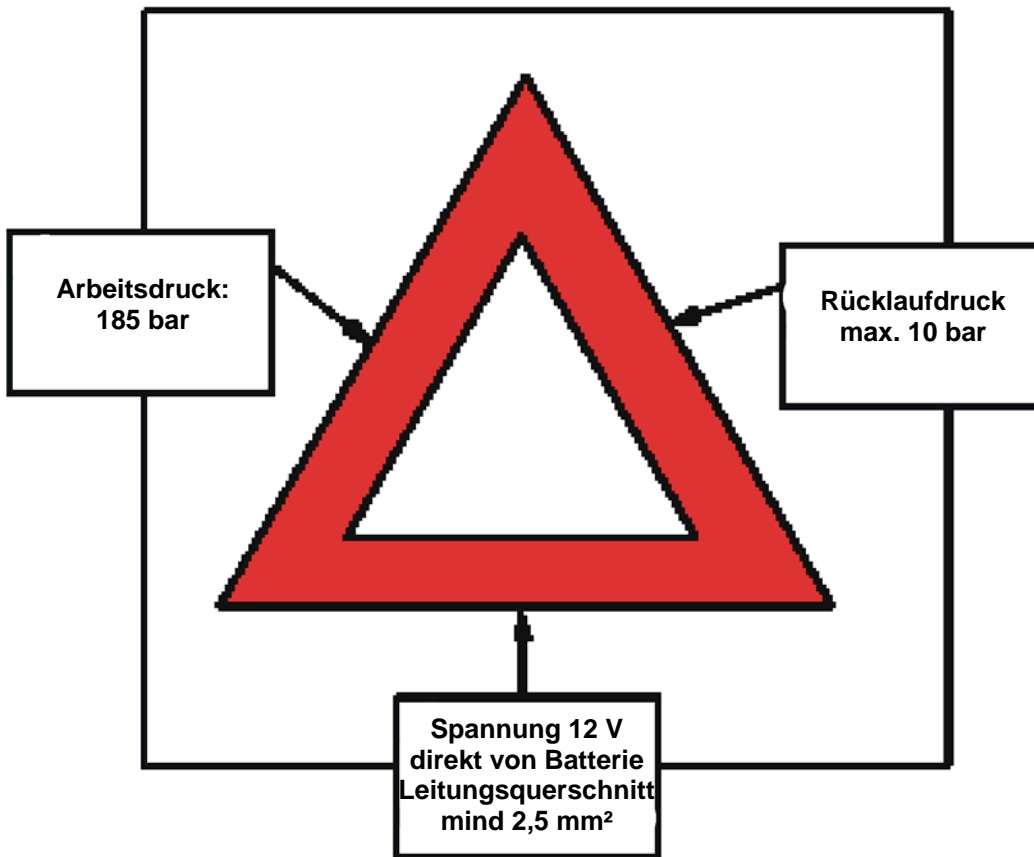 Arbeitsdruck:
185 bar
Rücklaufdruck
max. 10 bar
Spannung 12 V
direkt von Batterie
Leitungsquerschnitt
mind 2,5 mm²